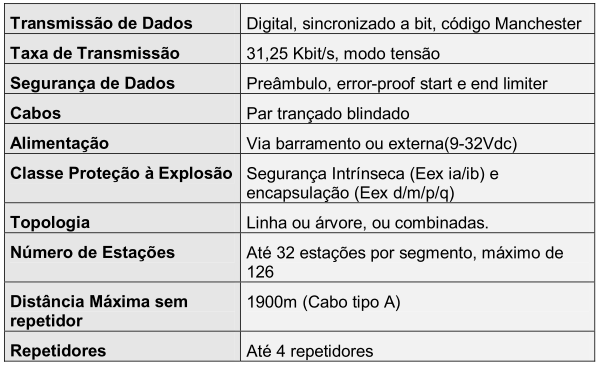 Transmissão de Dados Digital, sincronizado a bit, código Manchester
Taxa de Transmissão 31,25 Kbit/s, modo tensão
Segurança de Dados Preâmbulo, error-proof start e end limiter
Cabos Par trançado blindado
Alimentação Via barramento ou externa(9-32Vdc)
Classe Proteção à Explosão Segurança Intrínseca (Eex ia/ib) e
encapsulação (Eex d/m/p/q)
Topologia Linha ou árvore, ou combinadas.
Número de Estações Até 32 estações por segmento, máximo de
126
Distância Máxima sem 1900m (Cabo tipo A)
repetidor
Repetidores Até 4 repetidores